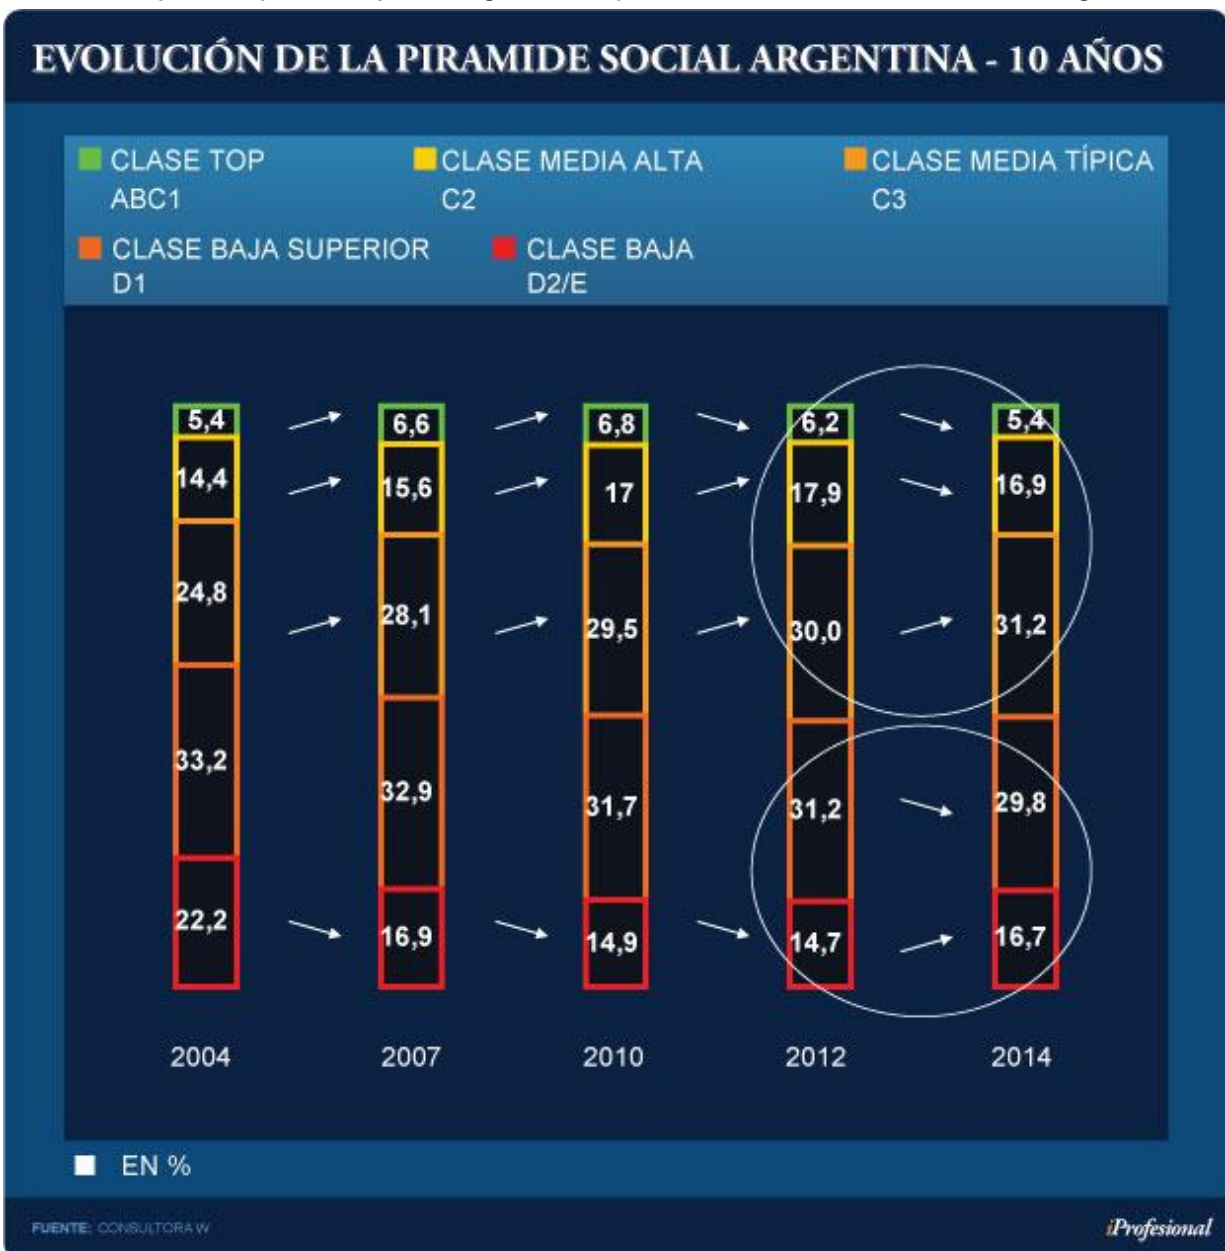 EVOLUCIÓN DE LA PIRAMIDE SOCIAL ARGENTINA - 10 AÑOS
CLASE TOP CLASE MEDIA ALTA CLASE MEDIA TÍPICA
ABC1 C2 C3
CLASE BAJA SUPERIOR CLASE BAJA
D1 D2/E
5,4 6,6 6,8 6,2 5,4
14,4 15,6 17 17,9 16,9
24,8 28,1 29,5 30,0 31,2
33,2 32,9 31,7 31,2 29,8
22,2 16,9 14,9 14,7 16,7
2004 2007 2010 2012 2014
EN %
FUENTE: CONSULTORA W iProfesional